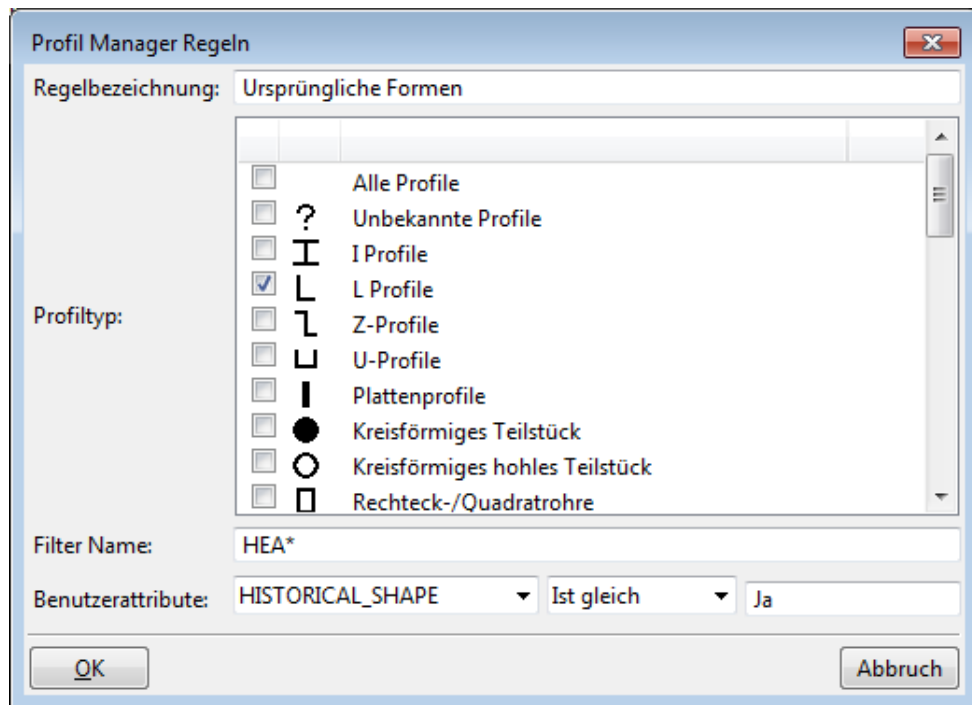 Profil Manager Regeln
Regelbezeichnung: Ursprüngliche Formen
Alle Profile
? Unbekannte Profile
I Profile
L Profile
Profiltyp:
Z-Profile
U-Profile
Plattenprofile
Kreisförmiges Teilstück
Kreisförmiges hohles Teilstück
Rechteck-/Quadratrohre
Filter Name: HEA*
Benutzerattribute: HISTORICAL_SHAPE Ist gleich Ja
OK Abbruch